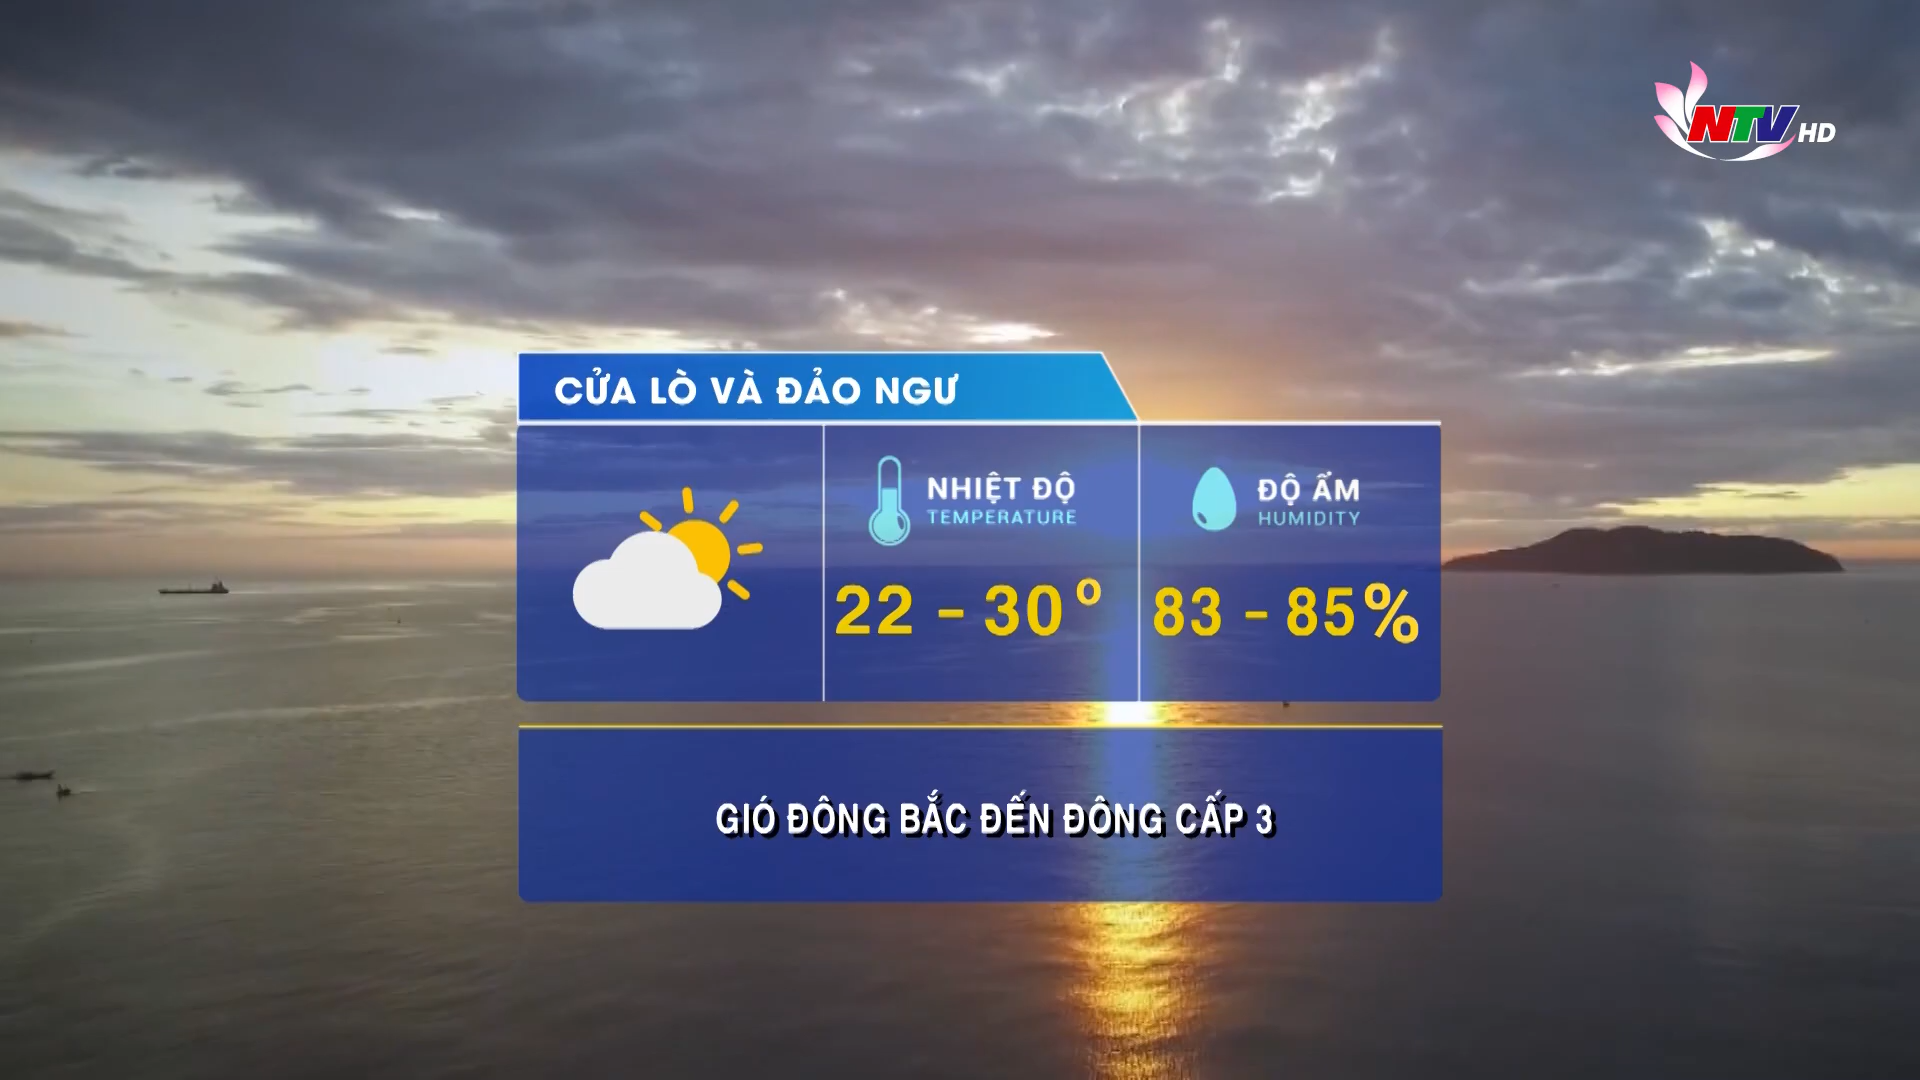 NTV HD
CỬA LÒ VÀ ĐẢO NGƯ
NHIỆT ĐỘ
TEMPERATURE
22 - 30°
ĐỘ ẨM
HUMIDITY
83 - 85%
GIÓ ĐÔNG BẮC ĐẾN ĐÔNG CẤP 3